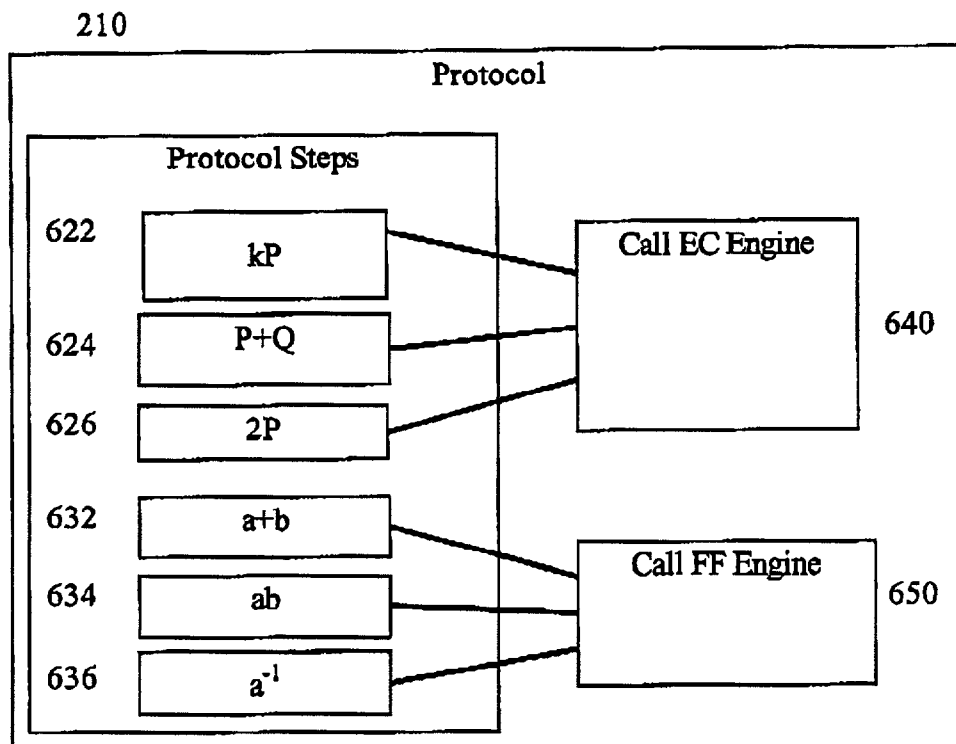 210
Protocol
Protocol Steps
622
kP
Call EC Engine
624
P+Q
640
626
2P
632
a+b
Call FF Engine
634
ab
650
636
a⁻¹